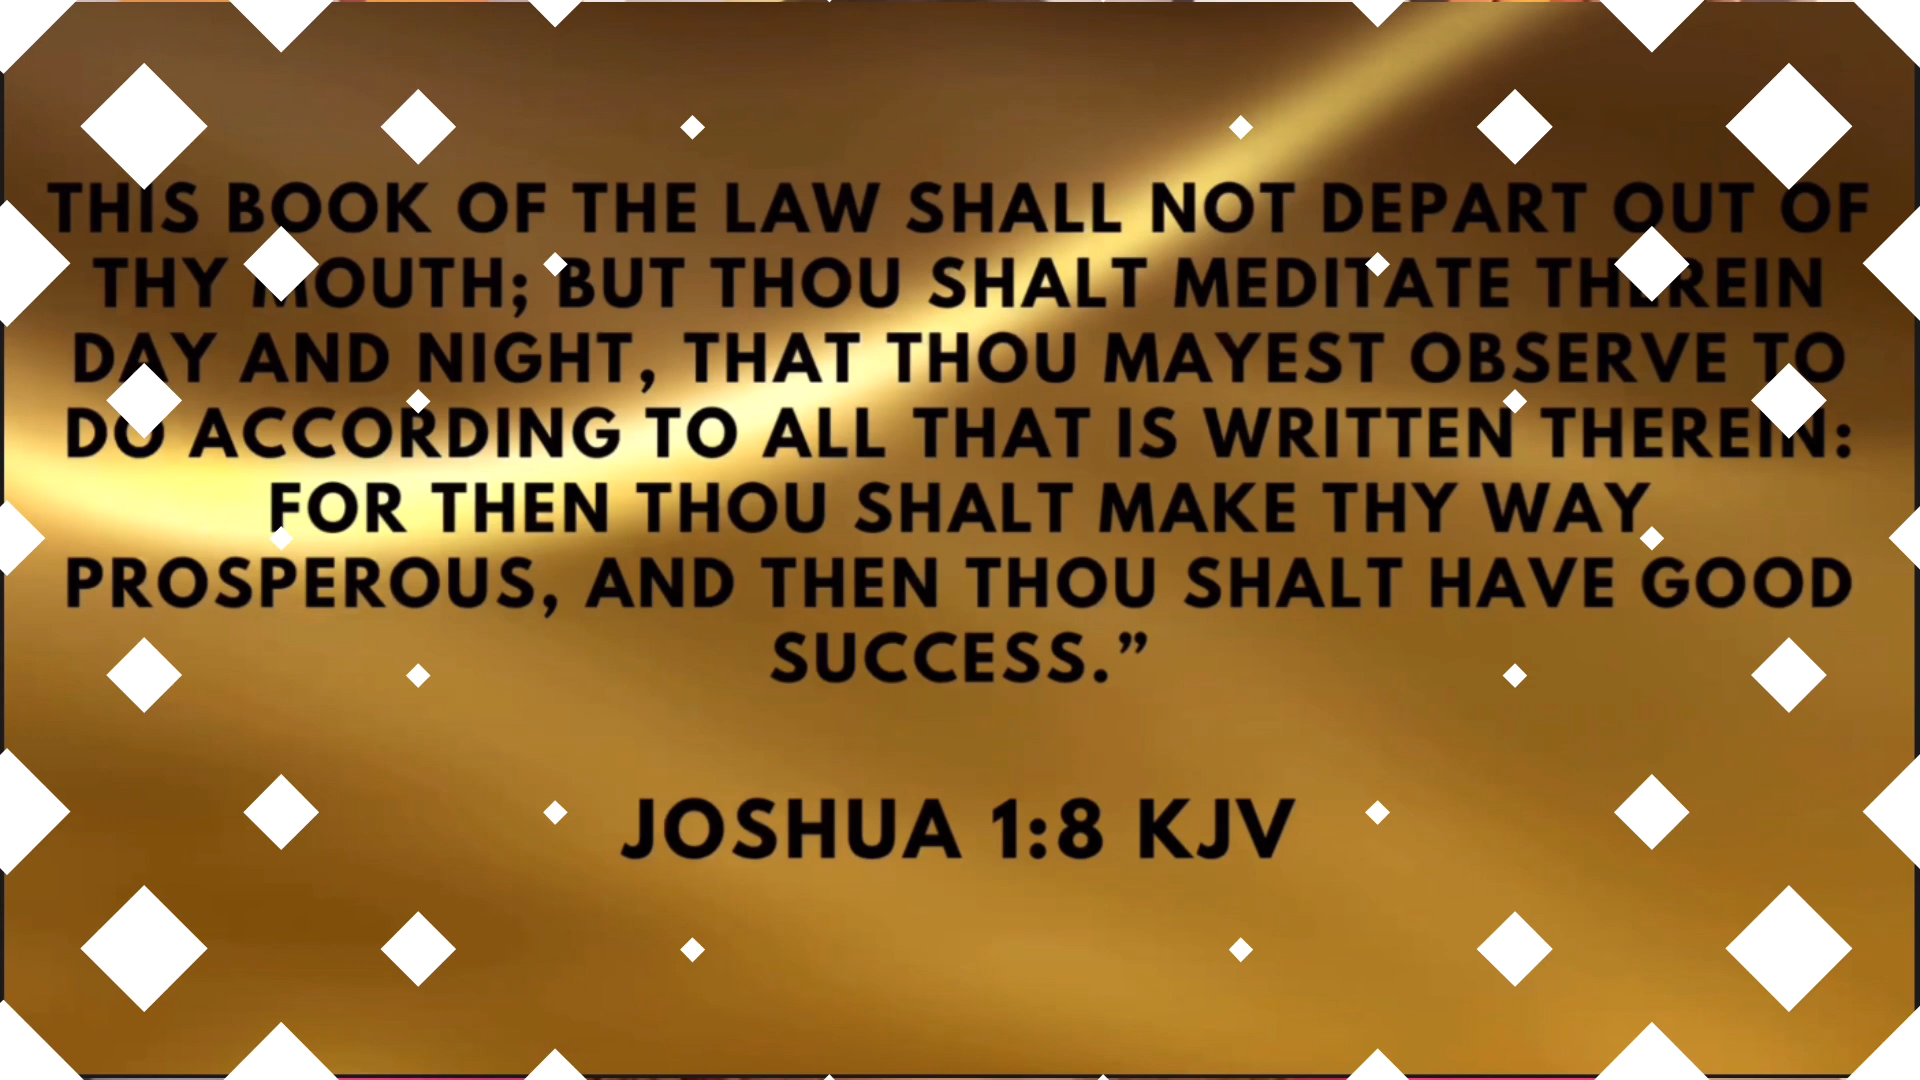 THIS BOOK OF THE LAW SHALL NOT DEPART OUT OF
THY MOUTH; BUT THOU SHALT MEDITATE THEREIN
DAY AND NIGHT, THAT THOU MAYEST OBSERVE TO
DO ACCORDING TO ALL THAT IS WRITTEN THEREIN:
FOR THEN THOU SHALT MAKE THY WAY
PROSPEROUS, AND THEN THOU SHALT HAVE GOOD
SUCCESS.”
JOSHUA 1:8 KJV